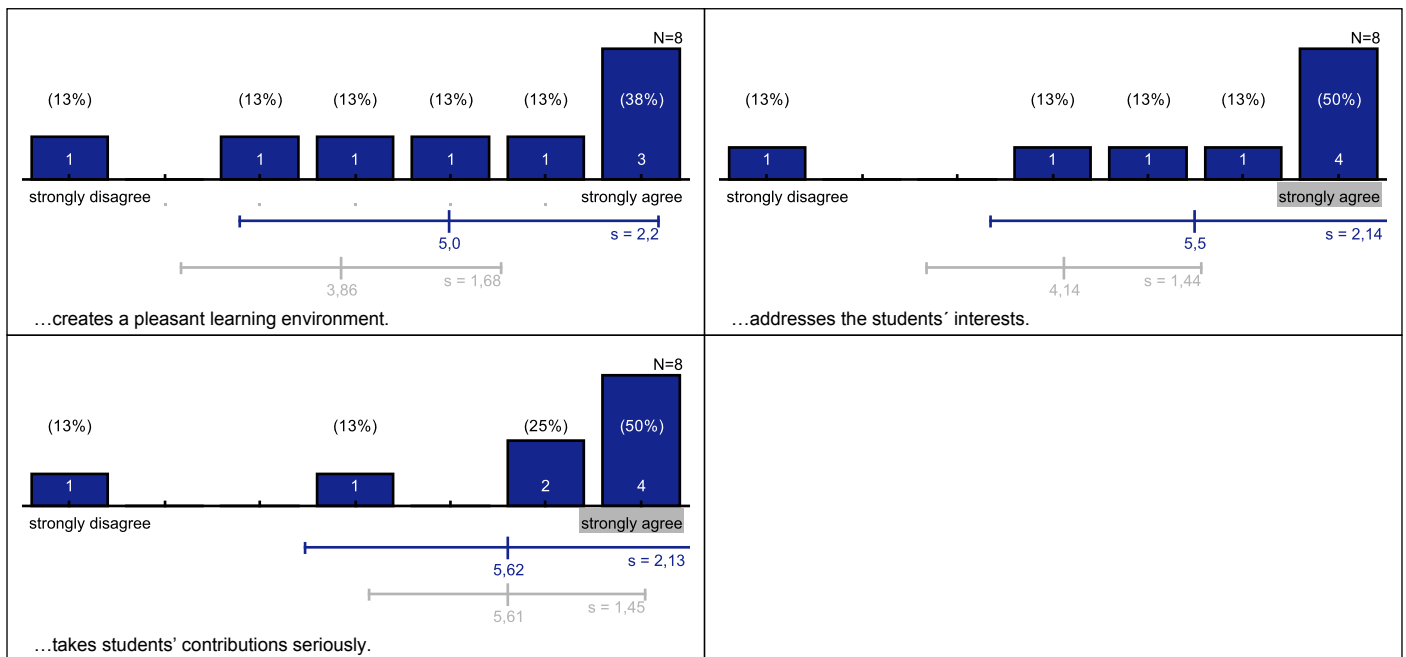 N=8
(13%) (13%) (13%) (13%) (13%) (38%)
1 1 1 1 1 3
strongly disagree strongly agree
s = 2,2
5,0
s = 1,68
3,86
…creates a pleasant learning environment.
N=8
(13%) (13%) (13%) (13%) (50%)
1 1 1 1 4
strongly disagree strongly agree
s = 2,14
5,5
s = 1,44
4,14
…addresses the students´ interests.
N=8
(13%) (13%) (25%) (50%)
1 1 2 4
strongly disagree strongly agree
s = 2,13
5,62
s = 1,45
5,61
…takes students’ contributions seriously.